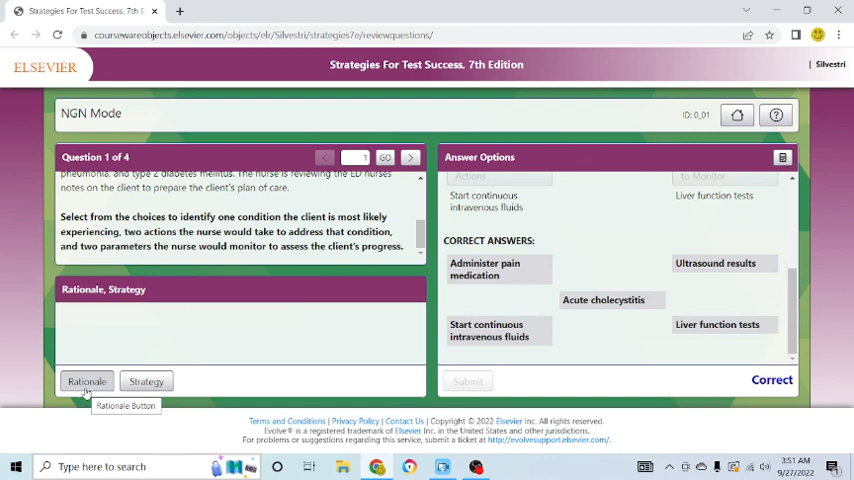 Strategies For Test Success, 7th E
coursewareobjects.elsevier.com/objects/elr/Silvestri/strategies7e/reviewquestions/
ELSEVIER
Strategies For Test Success, 7th Edition
| Silvestri
NGN Mode
ID: 0_01
Question 1 of 4
1
GO
pneumonia, and type 2 diabetes mellitus. The nurse is reviewing the ED nurses
notes on the client to prepare the client's plan of care.
Select from the choices to identify one condition the client is most likely
experiencing, two actions the nurse would take to address that condition,
and two parameters the nurse would monitor to assess the client's progress.
Rationale, Strategy
Rationale
Strategy
Rationale Button
Answer Options
Actions
to Monitor
Start continuous
intravenous fluids
Liver function tests
CORRECT ANSWERS:
Administer pain
medication
Ultrasound results
Acute cholecystitis
Start continuous
intravenous fluids
Liver function tests
Submit
Correct
Terms and Conditions | Privacy Policy | Contact Us | Copyright © 2022 Elsevier Inc. All rights reserved.
Evolve® is a registered trademark of Elsevier Inc. in the United States and other jurisdictions.
For problems or suggestions regarding this service, submit a ticket at http://evolvesupport.elsevier.com/.
Type here to search
3:51 AM
9/27/2022